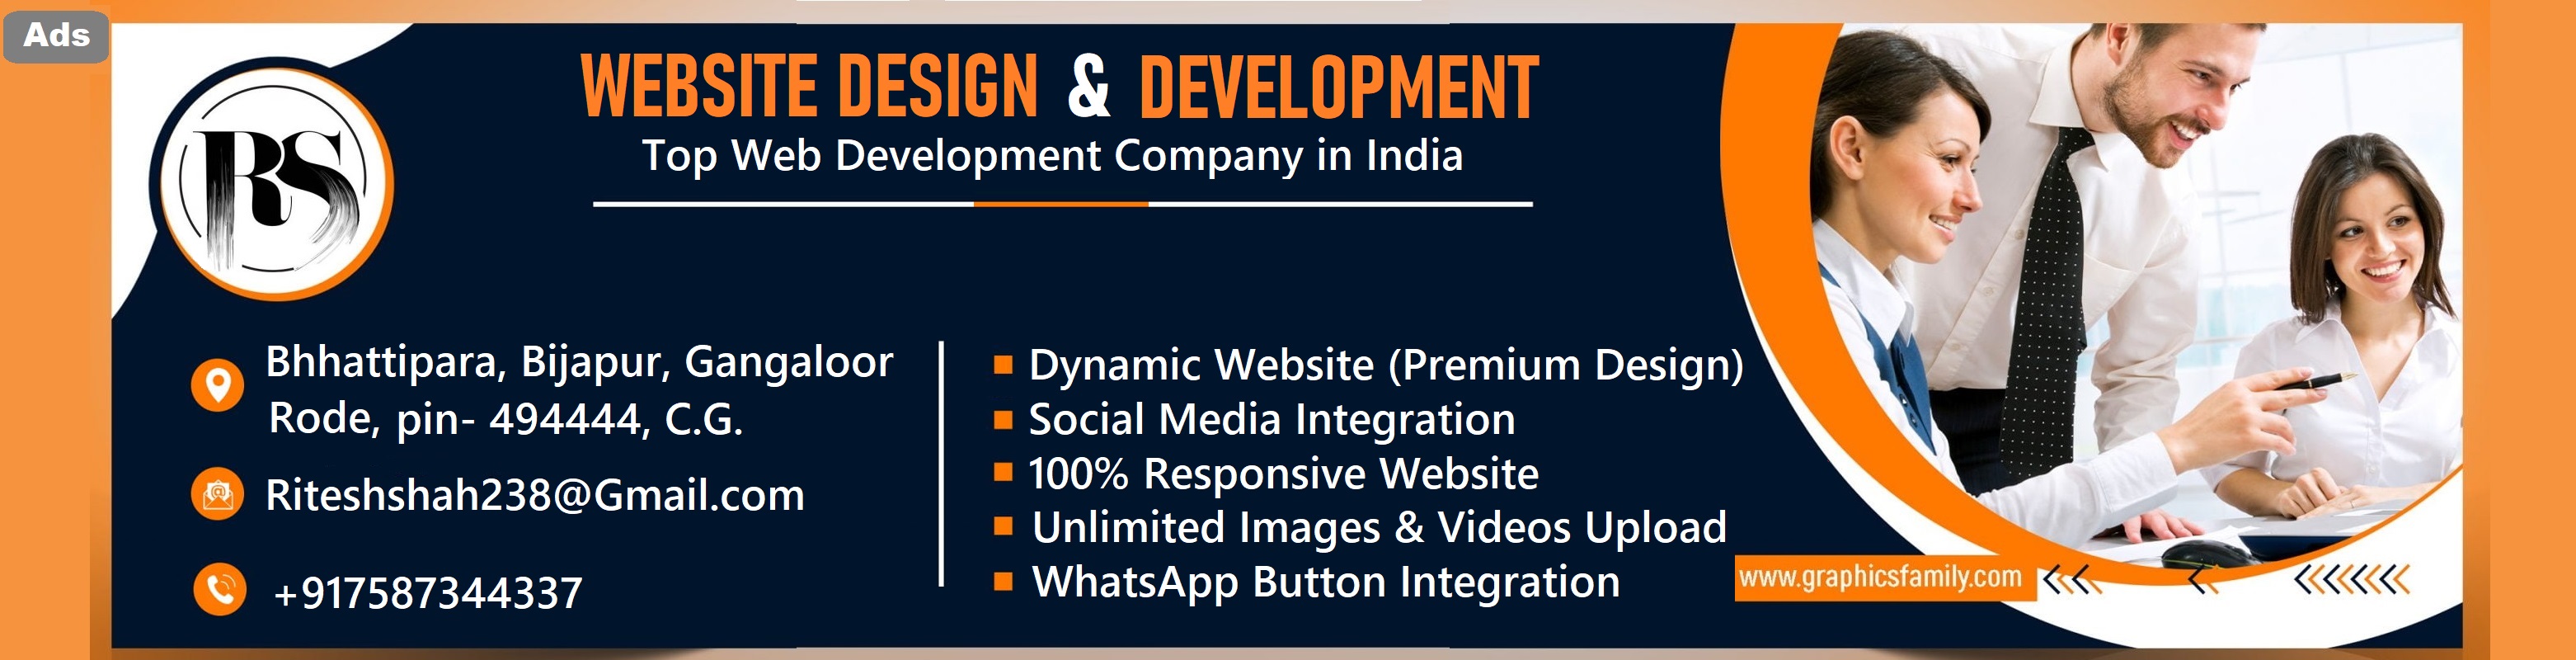 Ads
RS
WEBSITE DESIGN & DEVELOPMENT
Top Web Development Company in India
Bhhattipara, Bijapur, Gangaloor
Rode, pin- 494444, C.G.
Riteshshah238@Gmail.com
+917587344337
Dynamic Website (Premium Design)
Social Media Integration
100% Responsive Website
Unlimited Images & Videos Upload
WhatsApp Button Integration
www.graphicsfamily.com